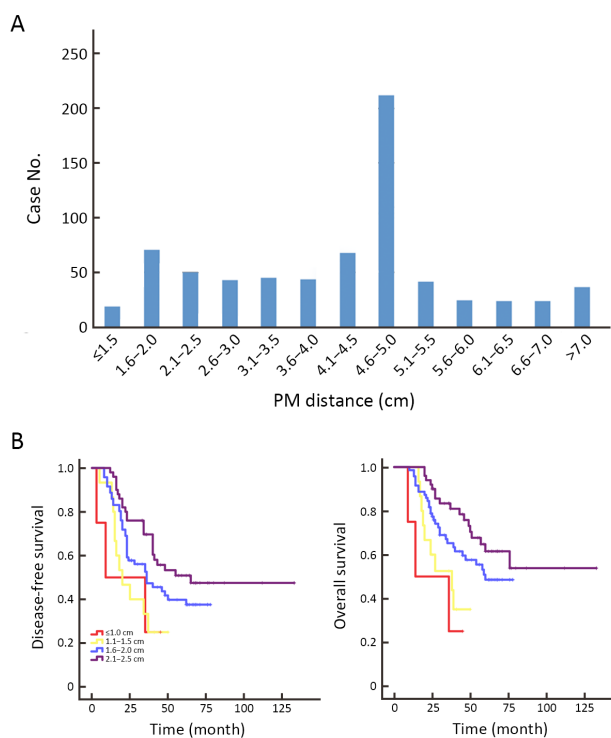 A
250
200
150
100
50
0
Case No.
≤1.5
1.6–2.0
2.1–2.5
2.6–3.0
3.1–3.5
3.6–4.0
4.1–4.5
4.6–5.0
5.1–5.5
5.6–6.0
6.1–6.5
6.6–7.0
>7.0
PM distance (cm)
B
1.0
0.8
0.6
0.4
0.2
0
Disease-free survival
≤1.0 cm
1.1–1.5 cm
1.6–2.0 cm
2.1–2.5 cm
0 25 50 75 100 125
Time (month)
1.0
0.8
0.6
0.4
0.2
0
Overall survival
0 25 50 75 100 125
Time (month)